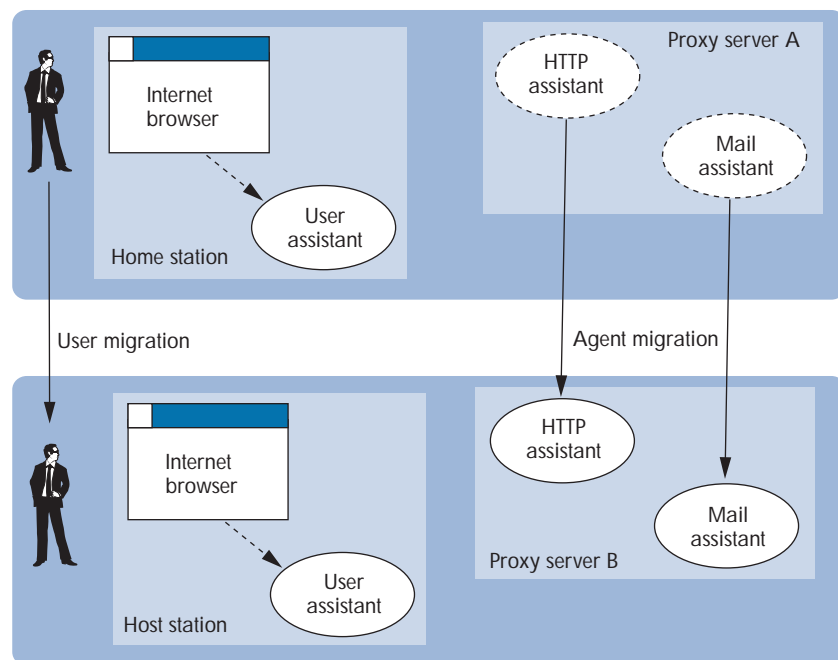 Proxy server A
HTTP
assistant
Internet
browser
Mail
assistant
User
assistant
Home station
User migration
Agent migration
HTTP
assistant
Internet
browser
Mail
assistant
Proxy server B
User
assistant
Host station